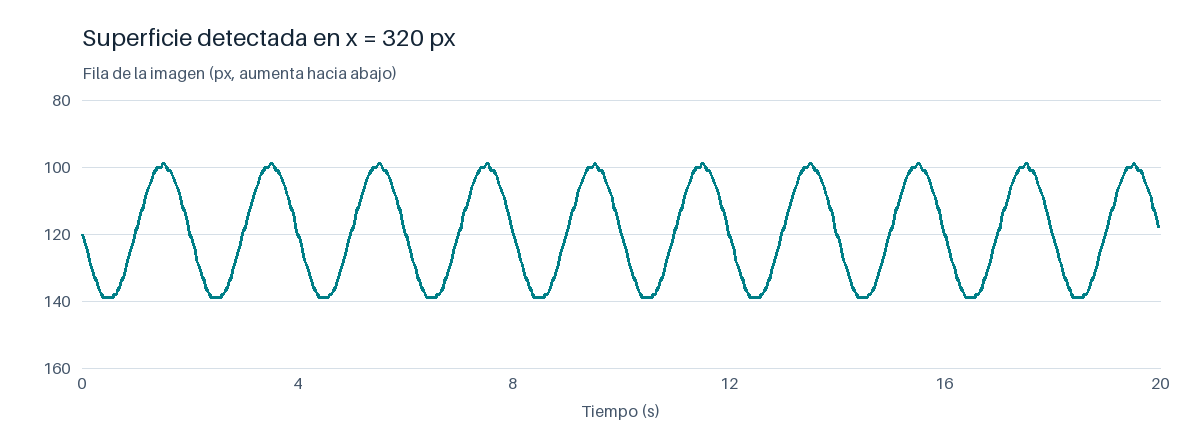 Superficie detectada en x = 320 px
Fila de la imagen (px, aumenta hacia abajo)
80
100
120
140
160
0 4 8 12 16 20
Tiempo (s)